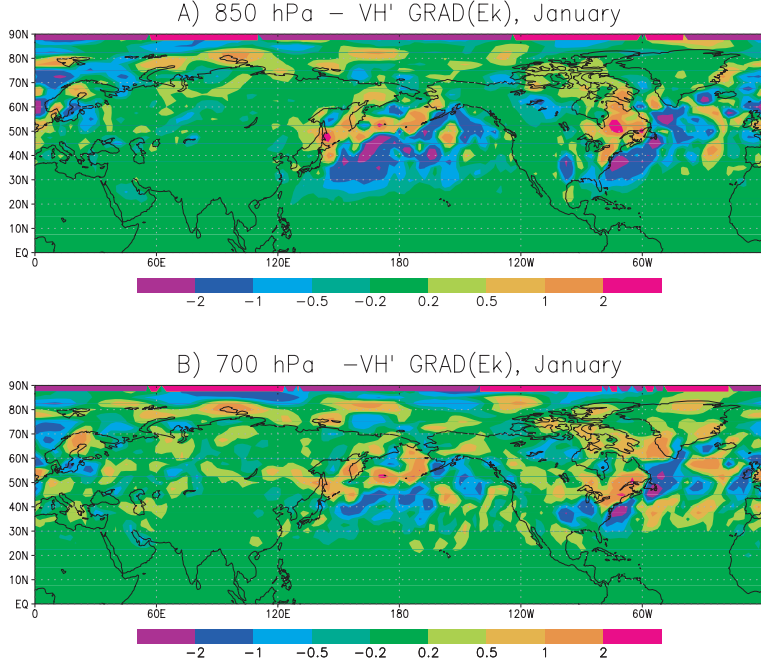 A) 850 hPa – VH' GRAD(Ek), January
90N
80N
70N
60N
50N
40N
30N
20N
10N
EQ
0 60E 120E 180 120W 60W
−2 −1 −0.5 −0.2 0.2 0.5 1 2
B) 700 hPa –VH' GRAD(Ek), January
90N
80N
70N
60N
50N
40N
30N
20N
10N
EQ
0 60E 120E 180 120W 60W
−2 −1 −0.5 −0.2 0.2 0.5 1 2